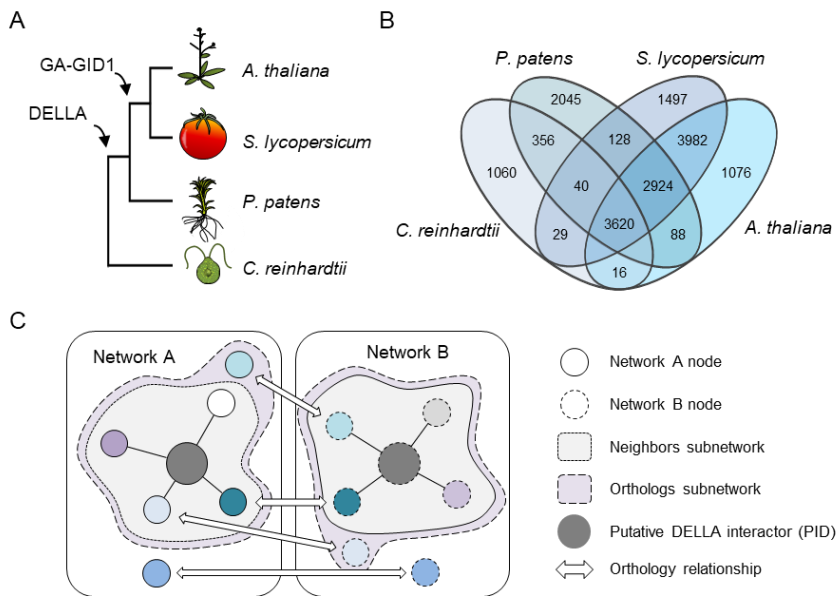 A
GA-GID1
DELLA
A. thaliana
S. lycopersicum
P. patens
C. reinhardtii
B
P. patens
S. lycopersicum
2045
1497
356
128
3982
1060
1076
40
2924
C. reinhardtii
3620
A. thaliana
29
88
16
C
Network A
Network B
Network A node
Network B node
Neighbors subnetwork
Orthologs subnetwork
Putative DELLA interactor (PID)
Orthology relationship